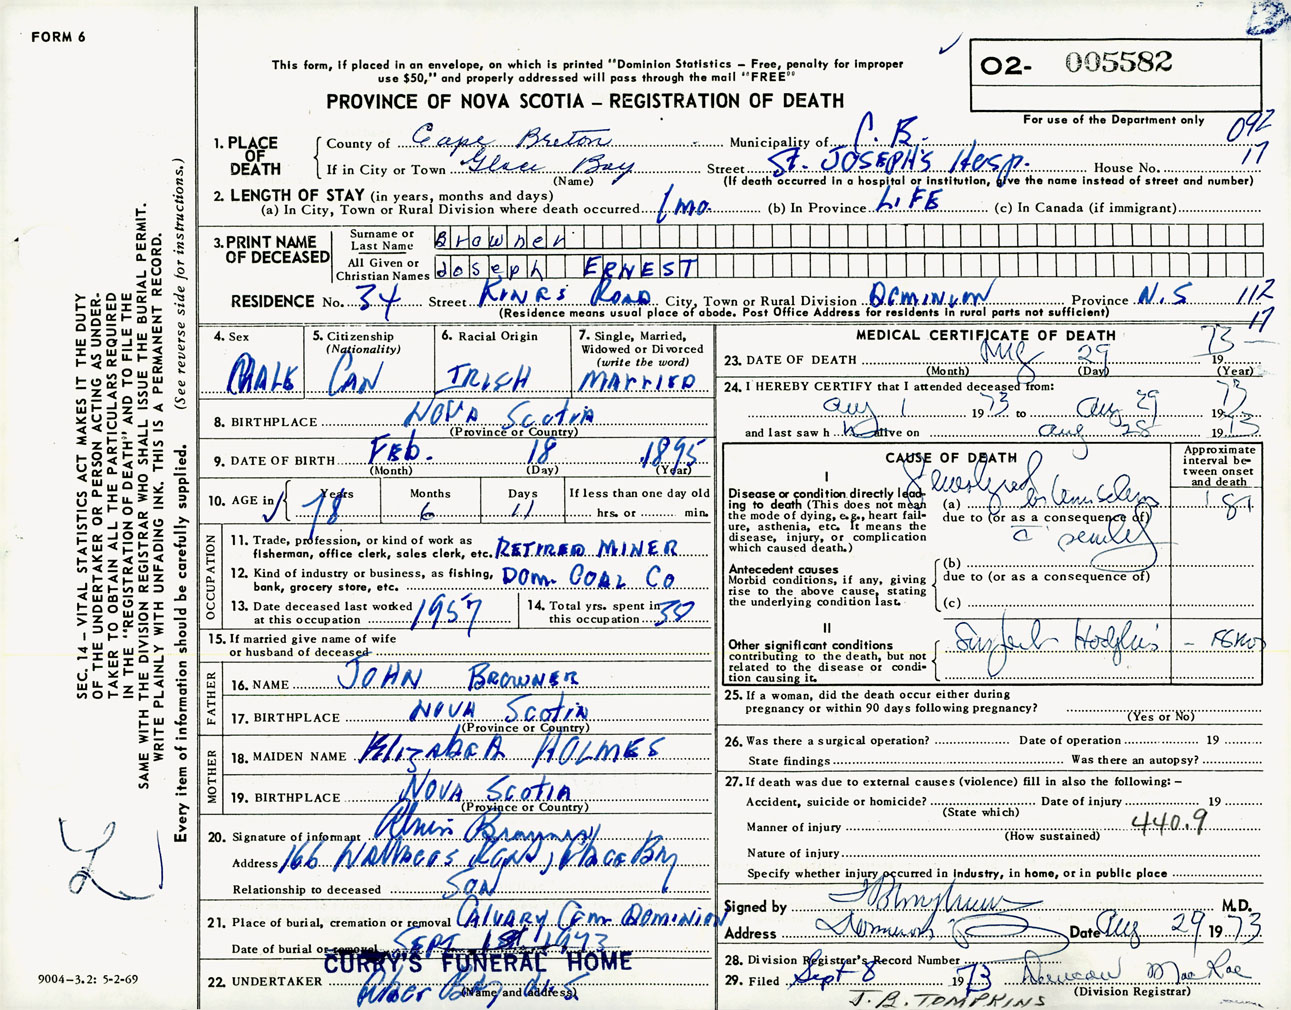 FORM 6
This form, if placed in an envelope, on which is printed "Dominion Statistics – Free, penalty for improper
use $50," and properly addressed will pass through the mail "FREE"
PROVINCE OF NOVA SCOTIA – REGISTRATION OF DEATH
O2- 005582
For use of the Department only
092
17
1. PLACE OF DEATH
County of Cape Breton Municipality of C. B.
If in City or Town Glace Bay Street St. JOSEPH'S Hosp. House No.
(Name) (If death occurred in a hospital or institution, give the name instead of street and number)
2. LENGTH OF STAY (in years, months and days)
(a) In City, Town or Rural Division where death occurred 1 mo. (b) In Province LIFE (c) In Canada (if immigrant)
3. PRINT NAME OF DECEASED
Surname or Last Name Browner
All Given or Christian Names Joseph ERNEST
RESIDENCE No. 34 Street KINGS ROAD City, Town or Rural Division DOMINION Province N.S 112
(Residence means usual place of abode. Post Office Address for residents in rural parts not sufficient) 17
4. Sex MALE
5. Citizenship (Nationality) CAN
6. Racial Origin IRISH
7. Single, Married, Widowed or Divorced (write the word) MARRIED
8. BIRTHPLACE NOVA Scotia
(Province or Country)
9. DATE OF BIRTH Feb. 18 1895
(Month) (Day) (Year)
10. AGE in Years 78 Months 6 Days 11 If less than one day old
hrs. or min.
OCCUPATION
11. Trade, profession, or kind of work as
fisherman, office clerk, sales clerk, etc. RETIRED MINER
12. Kind of industry or business, as fishing,
bank, grocery store, etc. DOM. COAL CO
13. Date deceased last worked
at this occupation 1957
14. Total yrs. spent in
this occupation 38
15. If married give name of wife
or husband of deceased
FATHER
16. NAME JOHN BROWNER
17. BIRTHPLACE NOVA Scotia
(Province or Country)
MOTHER
18. MAIDEN NAME Elizabeth HOLMES
19. BIRTHPLACE NOVA Scotia
(Province or Country)
20. Signature of informant
Address 166 Wallaces Road, Glace Bay
Relationship to deceased Son
21. Place of burial, cremation or removal CALVARY Cem. DOMINION
Date of burial or removal SEPT 1st 1973
CURRY'S FUNERAL HOME
22. UNDERTAKER Glace Bay N.S
(Name and address)
MEDICAL CERTIFICATE OF DEATH
23. DATE OF DEATH Aug 29 1973
(Month) (Day) (Year)
24. I HEREBY CERTIFY that I attended deceased from:
Aug 1 1973 to Aug 29 1973
and last saw h alive on Aug 28 1973
CAUSE OF DEATH
Approximate interval between onset and death
I
Disease or condition directly leading to death (This does not mean
the mode of dying, e.g., heart failure, asthenia, etc. It means the
disease, injury, or complication
which caused death.)
(a)
due to (or as a consequence of)
Antecedent causes
Morbid conditions, if any, giving
rise to the above cause, stating
the underlying condition last.
(b)
due to (or as a consequence of)
(c)
II
Other significant conditions
contributing to the death, but not
related to the disease or condition causing it.
Hodgkin's
25. If a woman, did the death occur either during
pregnancy or within 90 days following pregnancy?
(Yes or No)
26. Was there a surgical operation? Date of operation 19
State findings Was there an autopsy?
27. If death was due to external causes (violence) fill in also the following: –
Accident, suicide or homicide? Date of injury 19
(State which)
Manner of injury 440.9
(How sustained)
Nature of injury
Specify whether injury occurred in industry, in home, or in public place
Signed by M.D.
Address Dominion Date Aug 29 1973
28. Division Registrar's Record Number
29. Filed Sept 8 1973 Duncan MacRae
(Division Registrar)
J. B. TOMPKINS
SEC. 14 – VITAL STATISTICS ACT MAKES IT THE DUTY
OF THE UNDERTAKER OR PERSON ACTING AS UNDER-
TAKER TO OBTAIN ALL THE PARTICULARS REQUIRED
IN THE "REGISTRATION OF DEATH" AND TO FILE THE
SAME WITH THE DIVISION REGISTRAR WHO SHALL ISSUE THE BURIAL PERMIT.
WRITE PLAINLY WITH UNFADING INK. THIS IS A PERMANENT RECORD.
Every item of information should be carefully supplied. (See reverse side for instructions.)
9004–3.2: 5-2-69